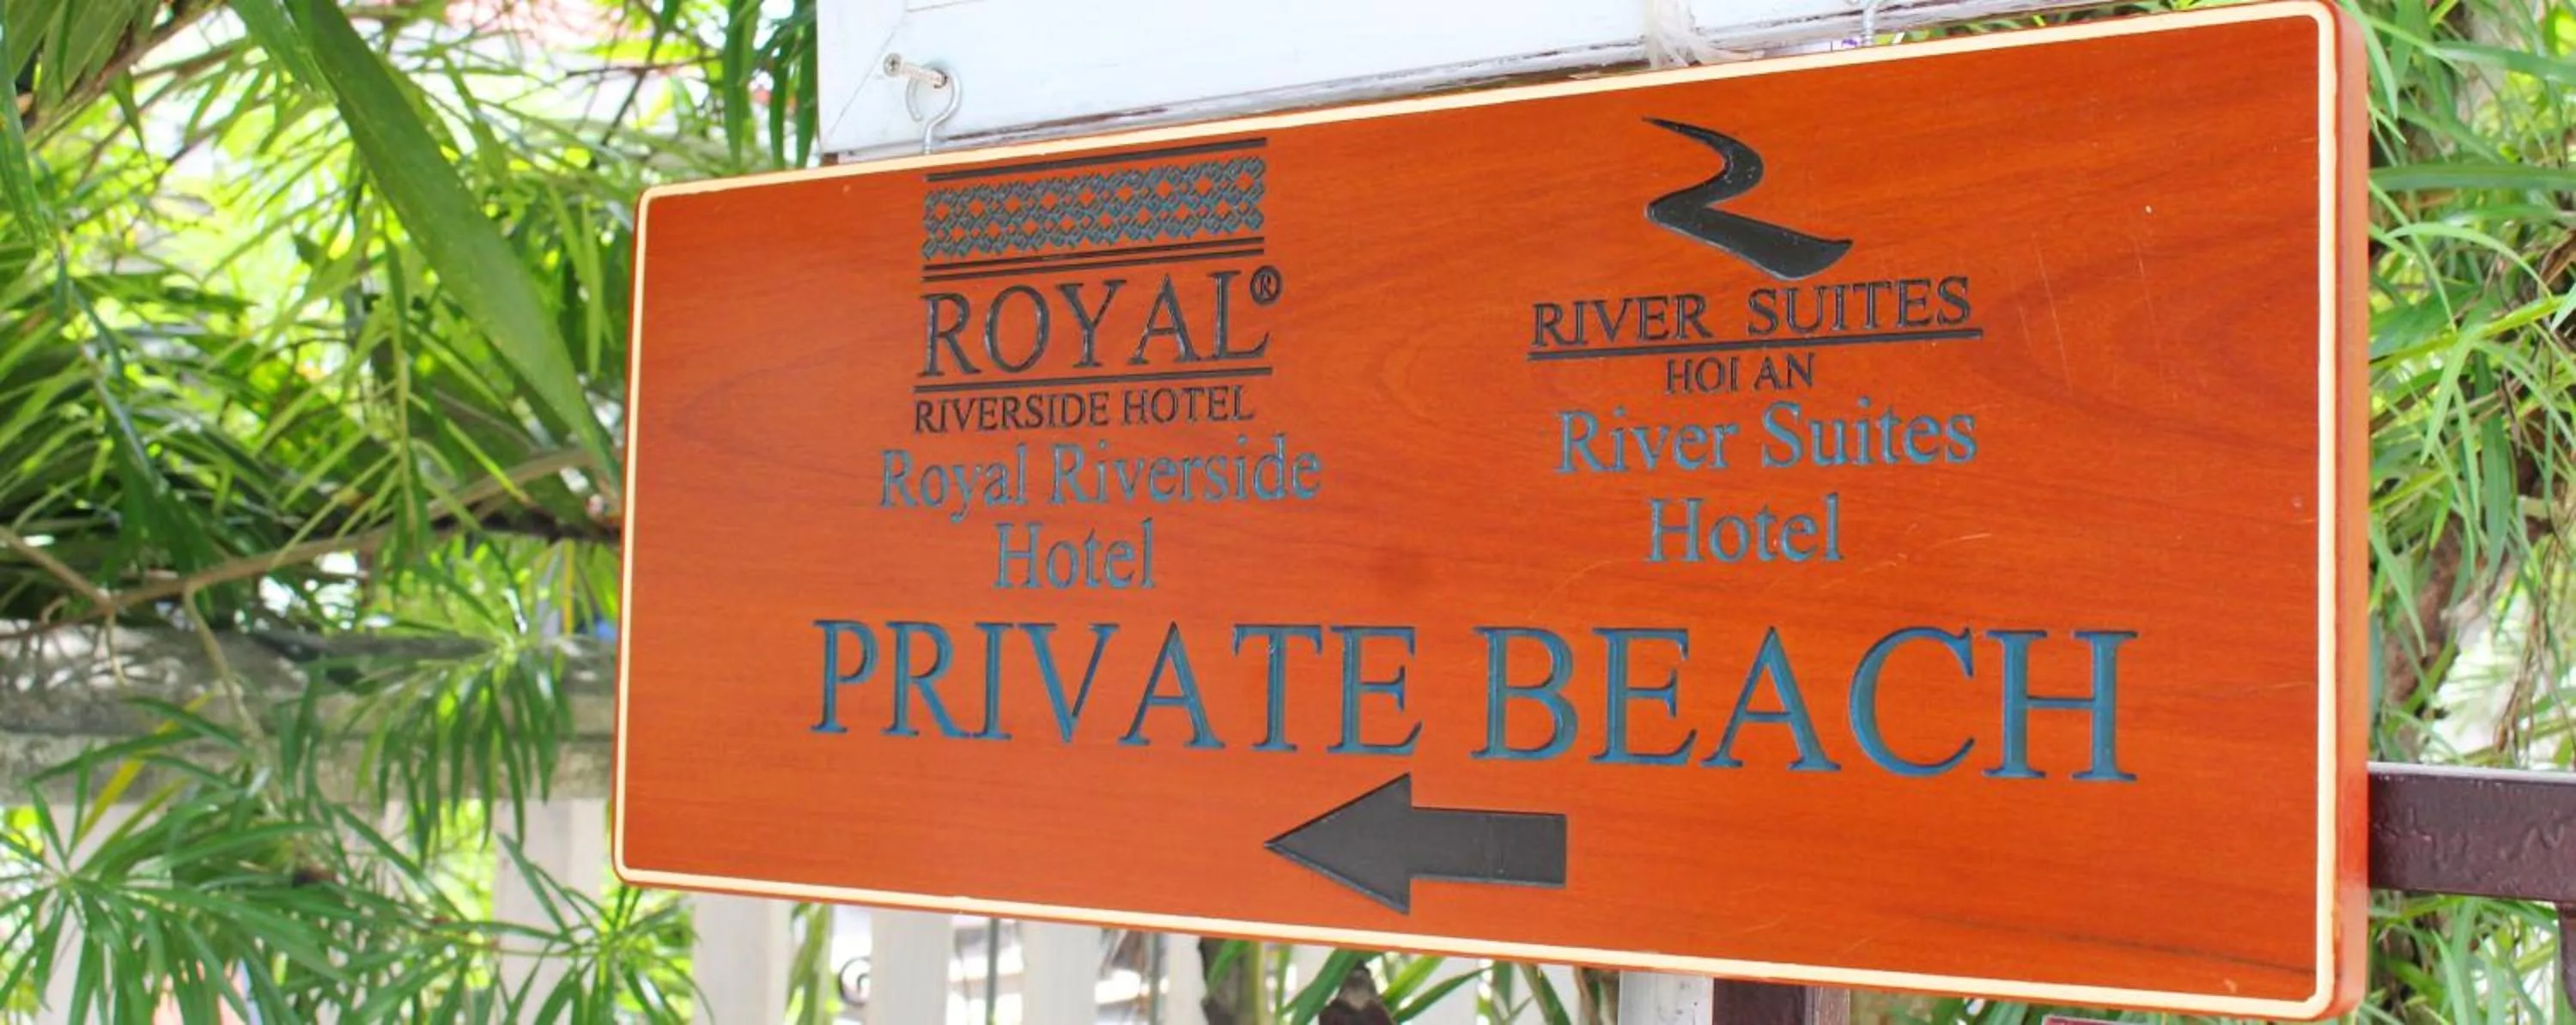 ROYAL®
RIVERSIDE HOTEL
Royal Riverside
Hotel
RIVER SUITES
HOI AN
River Suites
Hotel
PRIVATE BEACH